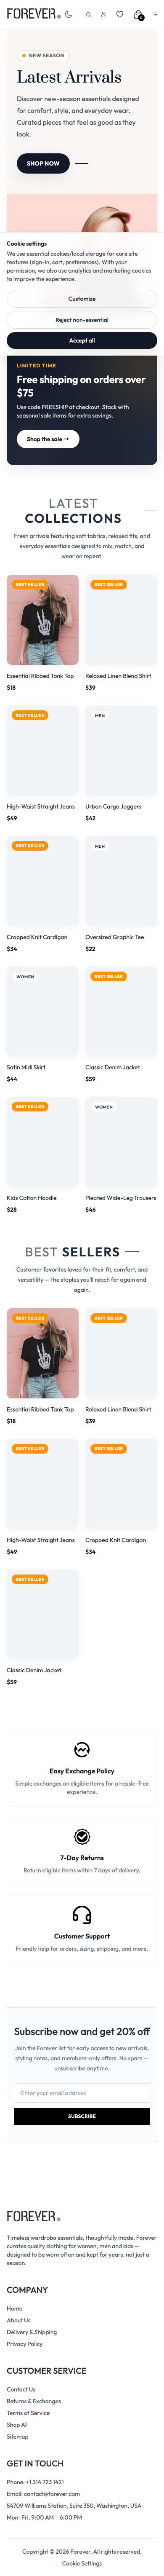 FOREVER.
0
NEW SEASON
Latest Arrivals
Discover new-season essentials designed
for comfort, style, and everyday wear.
Curated pieces that feel as good as they
look.
SHOP NOW
Cookie settings
We use essential cookies/local storage for core site
features (sign-in, cart, preferences). With your
permission, we also use analytics and marketing cookies
to improve the experience.
Customize
Reject non-essential
Accept all
LIMITED TIME
Free shipping on orders over
$75
Use code FREESHIP at checkout. Stack with
seasonal sale items for extra savings.
Shop the sale →
LATEST
COLLECTIONS
Fresh arrivals featuring soft fabrics, relaxed fits, and
everyday essentials designed to mix, match, and
wear on repeat.
BEST SELLER
BEST SELLER
Essential Ribbed Tank Top
$18
Relaxed Linen Blend Shirt
$39
BEST SELLER
MEN
High-Waist Straight Jeans
$49
Urban Cargo Joggers
$42
BEST SELLER
MEN
Cropped Knit Cardigan
$34
Oversized Graphic Tee
$22
WOMEN
BEST SELLER
Satin Midi Skirt
$44
Classic Denim Jacket
$59
BEST SELLER
WOMEN
Kids Cotton Hoodie
$28
Pleated Wide-Leg Trousers
$46
BEST SELLERS
Customer favorites loved for their fit, comfort, and
versatility — the staples you'll reach for again and
again.
BEST SELLER
BEST SELLER
Essential Ribbed Tank Top
$18
Relaxed Linen Blend Shirt
$39
BEST SELLER
BEST SELLER
High-Waist Straight Jeans
$49
Cropped Knit Cardigan
$34
BEST SELLER
Classic Denim Jacket
$59
Easy Exchange Policy
Simple exchanges on eligible items for a hassle-free
experience.
7-Day Returns
Return eligible items within 7 days of delivery.
Customer Support
Friendly help for orders, sizing, shipping, and more.
Subscribe now and get 20% off
Join the Forever list for early access to new arrivals,
styling notes, and members-only offers. No spam —
unsubscribe anytime.
Enter your email address
SUBSCRIBE
FOREVER.
Timeless wardrobe essentials, thoughtfully made. Forever
curates quality clothing for women, men and kids —
designed to be worn often and kept for years, not just a
season.
COMPANY
Home
About Us
Delivery & Shipping
Privacy Policy
CUSTOMER SERVICE
Contact Us
Returns & Exchanges
Terms of Service
Shop All
Sitemap
GET IN TOUCH
Phone: +1 314 723 1421
Email: contact@forever.com
54709 Williams Station, Suite 350, Washington, USA
Mon–Fri, 9:00 AM – 6:00 PM
Copyright © 2026 Forever. All rights reserved.
Cookie Settings